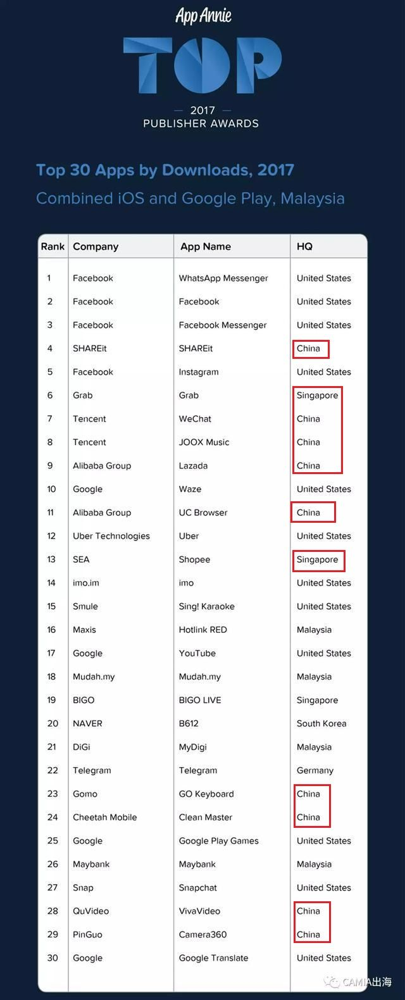 App Annie
TOP
2017
PUBLISHER AWARDS
Top 30 Apps by Downloads, 2017
Combined iOS and Google Play, Malaysia
Rank Company App Name HQ
1 Facebook WhatsApp Messenger United States
2 Facebook Facebook United States
3 Facebook Facebook Messenger United States
4 SHAREit SHAREit China
5 Facebook Instagram United States
6 Grab Grab Singapore
7 Tencent WeChat China
8 Tencent JOOX Music China
9 Alibaba Group Lazada China
10 Google Waze United States
11 Alibaba Group UC Browser China
12 Uber Technologies Uber United States
13 SEA Shopee Singapore
14 imo.im imo United States
15 Smule Sing! Karaoke United States
16 Maxis Hotlink RED Malaysia
17 Google YouTube United States
18 Mudah.my Mudah.my Malaysia
19 BIGO BIGO LIVE Singapore
20 NAVER B612 South Korea
21 DiGi MyDigi Malaysia
22 Telegram Telegram Germany
23 Gomo GO Keyboard China
24 Cheetah Mobile Clean Master China
25 Google Google Play Games United States
26 Maybank Maybank Malaysia
27 Snap Snapchat United States
28 QuVideo VivaVideo China
29 PinGuo Camera360 China
30 Google Google Translate United States
CAMIA出海